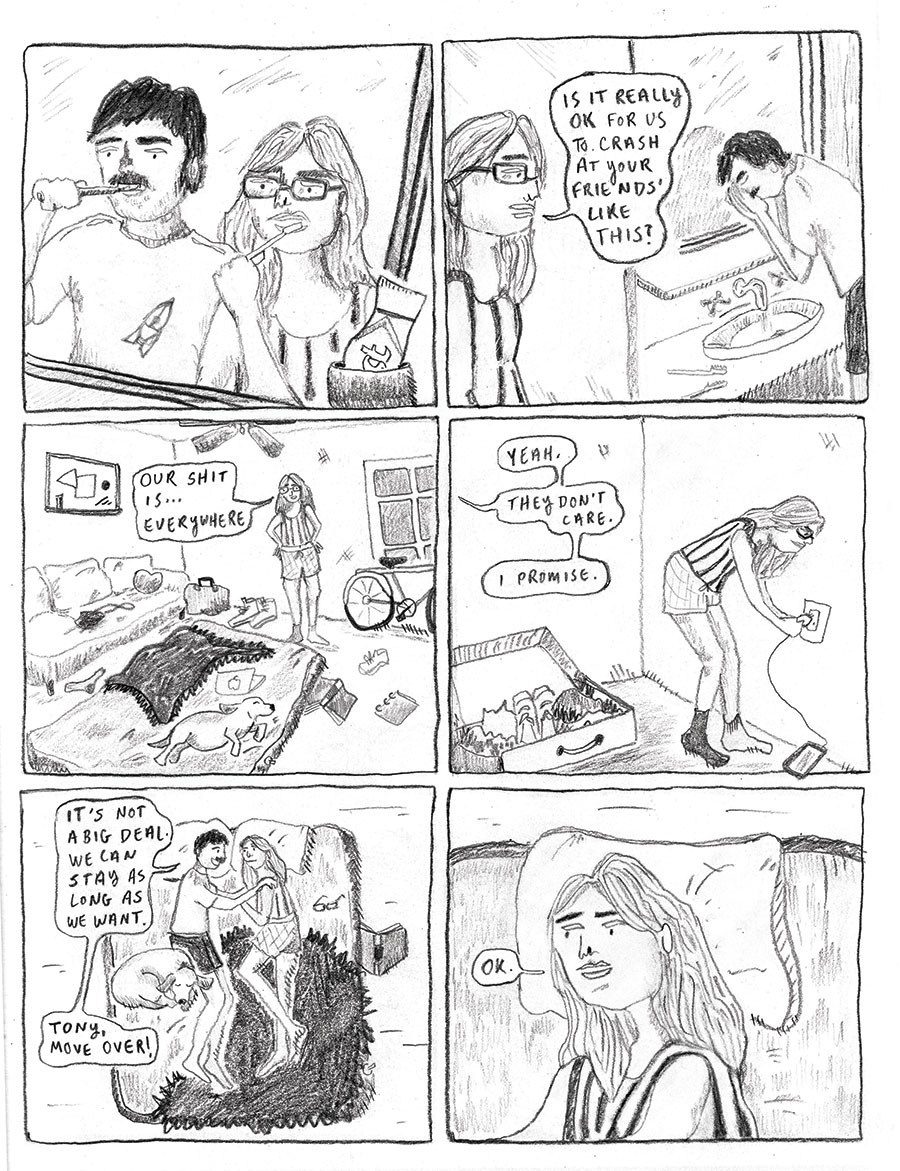 IS IT REALLY
OK FOR US
TO CRASH
AT YOUR
FRIENDS'
LIKE
THIS?
OUR SHIT
IS...
EVERYWHERE
YEAH.
THEY DON'T
CARE.
I PROMISE.
IT'S NOT
A BIG DEAL.
WE CAN
STAY AS
LONG AS
WE WANT.
TONY,
MOVE OVER!
OK.